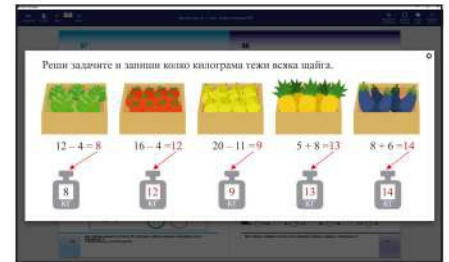 Реши задачите и запиши колко килограма тежи всяка щайга.
12 – 4 = 8 16 – 4 =12 20 – 11 =9 5 + 8 =13 8 + 6 =14
8 12 9 13 14
КГ КГ КГ КГ КГ